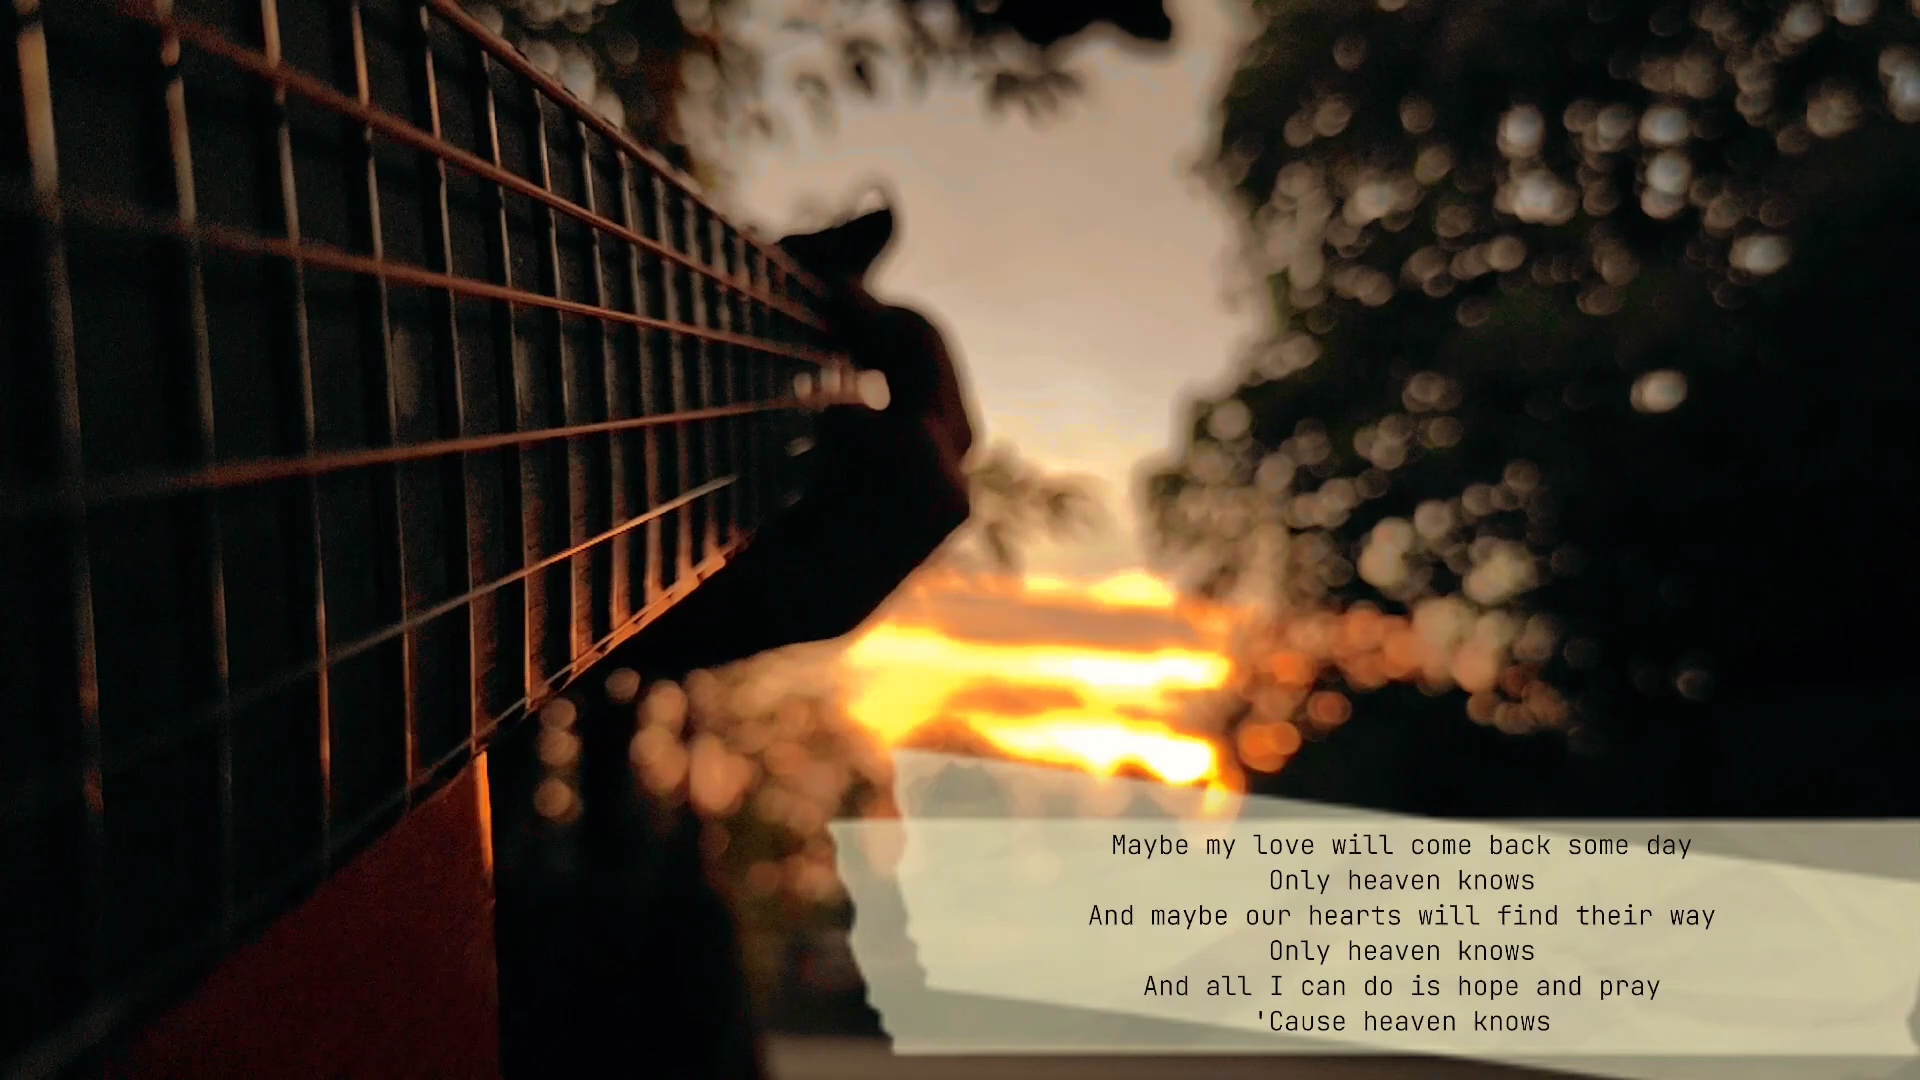 Maybe my love will come back some day
Only heaven knows
And maybe our hearts will find their way
Only heaven knows
And all I can do is hope and pray
'Cause heaven knows